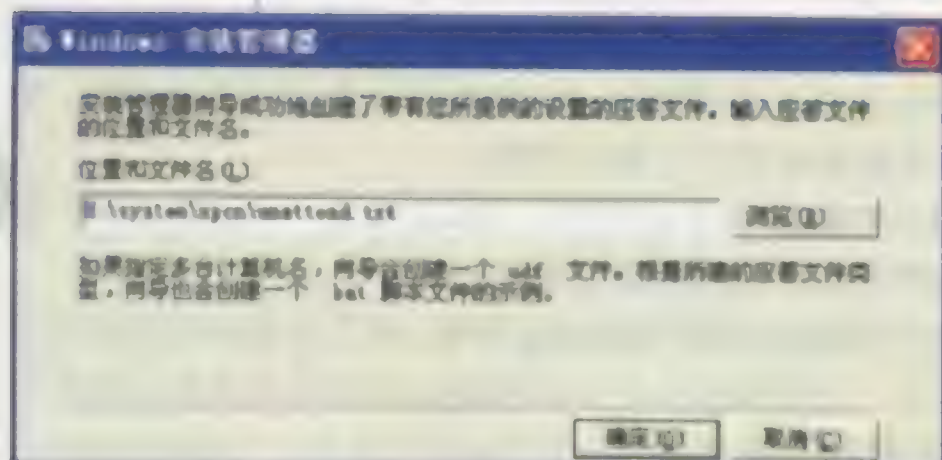 Windows 安装管理器
安装管理器向导成功地创建了带有您所提供的设置的应答文件。输入应答文件
的位置和文件名。
位置和文件名(L)
\system\spcn\unattend.txt
浏览(B)
如果指定多台计算机名，向导会创建一个 udf 文件。根据所建的应答文件类
型，向导也会创建一个 bat 脚本文件的示例。
确定(O)
取消(C)